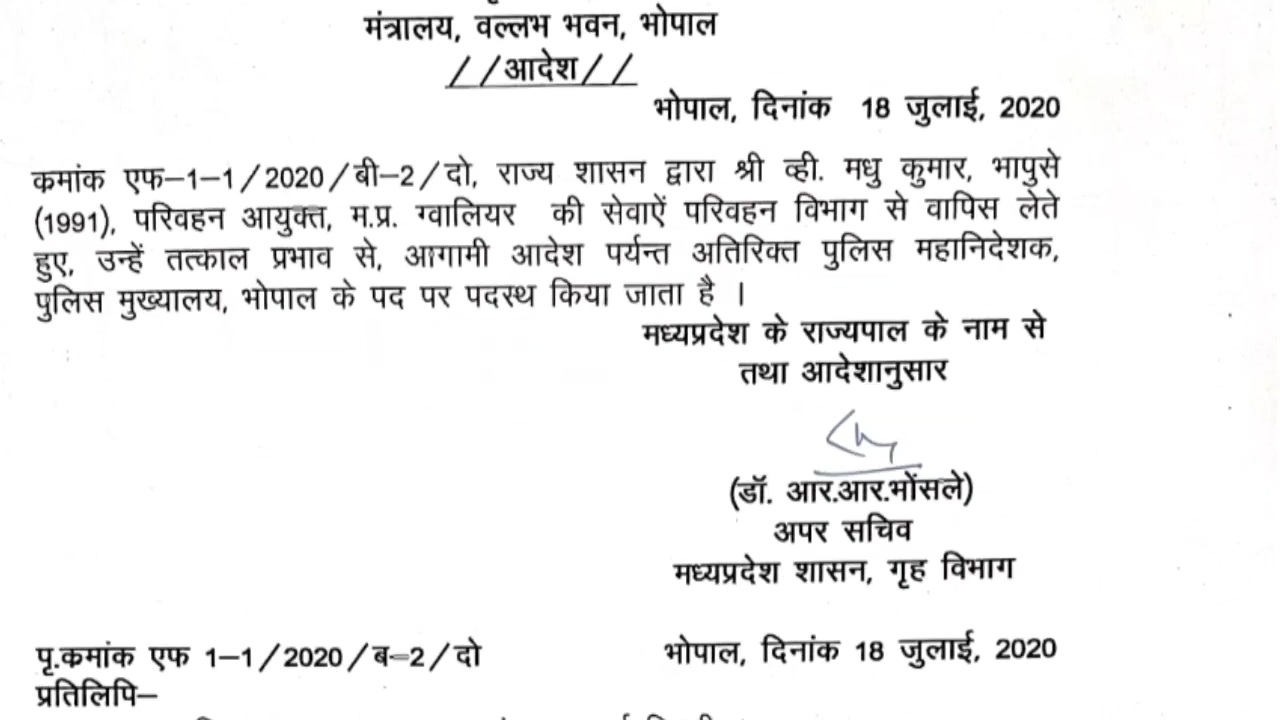 मंत्रालय, वल्लभ भवन, भोपाल
//आदेश//
भोपाल, दिनांक 18 जुलाई, 2020
कमांक एफ–1–1/2020/बी–2/दो, राज्य शासन द्वारा श्री व्ही. मधु कुमार, भापुसे
(1991), परिवहन आयुक्त, म.प्र. ग्वालियर की सेवाऐं परिवहन विभाग से वापिस लेते
हुए, उन्हें तत्काल प्रभाव से, आगामी आदेश पर्यन्त अतिरिक्त पुलिस महानिदेशक,
पुलिस मुख्यालय, भोपाल के पद पर पदस्थ किया जाता है ।
मध्यप्रदेश के राज्यपाल के नाम से
तथा आदेशानुसार
(डॉ. आर.आर.भोंसले)
अपर सचिव
मध्यप्रदेश शासन, गृह विभाग
पृ.कमांक एफ 1–1/2020/ब–2/दो भोपाल, दिनांक 18 जुलाई, 2020
प्रतिलिपि–